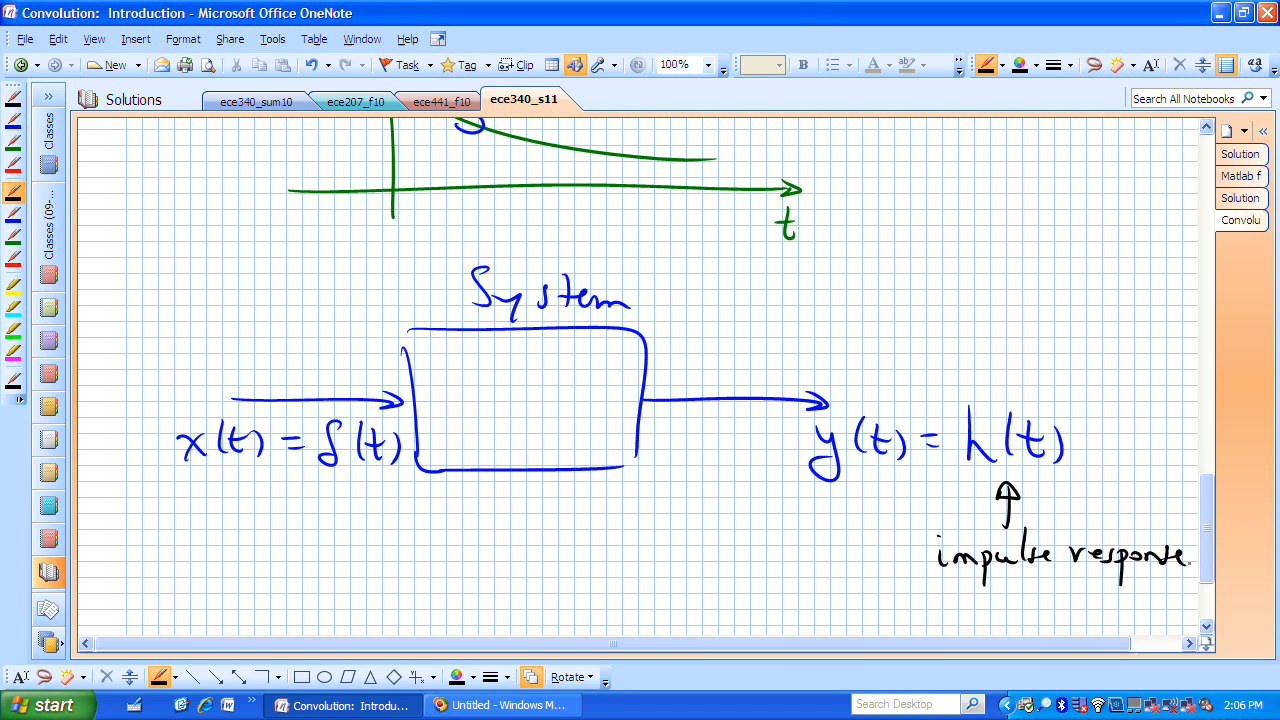 Convolution: Introduction - Microsoft Office OneNote
File Edit View Insert Format Share Tools Table Window Help
New Task Tag Clip 100%
Solutions ece340_sum10 ece207_f10 ece441_f10 ece340_s11 Search All Notebooks
Classes
Classes (09-...
Solution
Matlab f
Solution
Convolu
t
System
x(t) = δ(t)
y(t) = h(t)
impulse response.
Rotate
start Convolution: Introdu... Untitled - Windows M... Search Desktop 2:06 PM